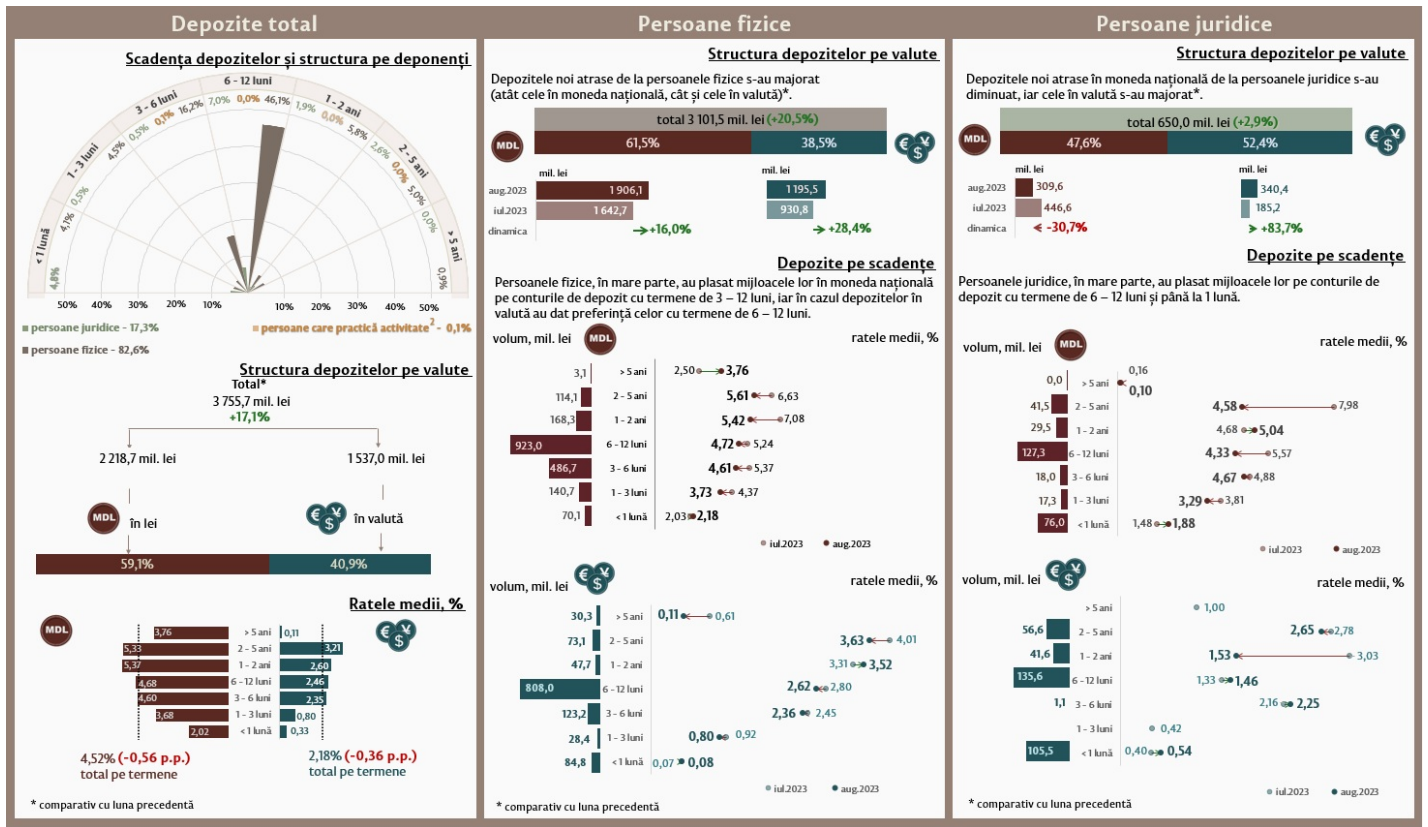 Depozite total
Scadența depozitelor și structura pe deponenți
< 1 lună
1 - 3 luni
3 - 6 luni
6 - 12 luni
1 - 2 ani
2 - 5 ani
> 5 ani
4,8%
4,1%
0,5%
4,5%
0,5%
0,1%
16,2%
7,0%
0,0%
46,1%
1,9%
0,0%
5,8%
2,6%
0,0%
5,0%
0,0%
0,9%
50% 40% 30% 20% 10% 10% 20% 30% 40% 50%
persoane juridice - 17,3%
persoane care practică activitate2 - 0,1%
persoane fizice - 82,6%
Structura depozitelor pe valute
Total*
3 755,7 mil. lei
+17,1%
2 218,7 mil. lei 1 537,0 mil. lei
MDL în lei € ¥ $ în valută
59,1% 40,9%
Ratele medii, %
MDL € ¥ $
3,76 > 5 ani 0,11
5,33 2 - 5 ani 3,21
5,37 1 - 2 ani 2,60
4,68 6 - 12 luni 2,46
4,60 3 - 6 luni 2,35
3,68 1 - 3 luni 0,80
2,02 < 1 lună 0,33
4,52% (-0,56 p.p.)
total pe termene
2,18% (-0,36 p.p.)
total pe termene
* comparativ cu luna precedentă
Persoane fizice
Structura depozitelor pe valute
Depozitele noi atrase de la persoanele fizice s-au majorat
(atât cele în moneda națională, cât și cele în valută)*.
total 3 101,5 mil. lei (+20,5%)
MDL 61,5% 38,5% € ¥ $
mil. lei mil. lei
aug.2023 1 906,1 1 195,5
iul.2023 1 642,7 930,8
dinamica +16,0% +28,4%
Depozite pe scadențe
Persoanele fizice, în mare parte, au plasat mijloacele lor în moneda națională
pe conturile de depozit cu termene de 3 – 12 luni, iar în cazul depozitelor în
valută au dat preferință celor cu termene de 6 – 12 luni.
volum, mil. lei MDL ratele medii, %
3,1 > 5 ani 2,50 3,76
114,1 2 - 5 ani 5,61 6,63
168,3 1 - 2 ani 5,42 7,08
923,0 6 - 12 luni 4,72 5,24
486,7 3 - 6 luni 4,61 5,37
140,7 1 - 3 luni 3,73 4,37
70,1 < 1 lună 2,03 2,18
iul.2023 aug.2023
volum, mil. lei € ¥ $ ratele medii, %
30,3 > 5 ani 0,11 0,61
73,1 2 - 5 ani 3,63 4,01
47,7 1 - 2 ani 3,31 3,52
808,0 6 - 12 luni 2,62 2,80
123,2 3 - 6 luni 2,36 2,45
28,4 1 - 3 luni 0,80 0,92
84,8 < 1 lună 0,07 0,08
iul.2023 aug.2023
* comparativ cu luna precedentă
Persoane juridice
Structura depozitelor pe valute
Depozitele noi atrase în moneda națională de la persoanele juridice s-au
diminuat, iar cele în valută s-au majorat*.
total 650,0 mil. lei (+2,9%)
MDL 47,6% 52,4% € ¥ $
mil. lei mil. lei
aug.2023 309,6 340,4
iul.2023 446,6 185,2
dinamica -30,7% +83,7%
Depozite pe scadențe
Persoanele juridice, în mare parte, au plasat mijloacele lor pe conturile de
depozit cu termene de 6 – 12 luni și până la 1 lună.
volum, mil. lei MDL ratele medii, %
0,0 > 5 ani 0,16 0,10
41,5 2 - 5 ani 4,58 7,98
29,5 1 - 2 ani 4,68 5,04
127,3 6 - 12 luni 4,33 5,57
18,0 3 - 6 luni 4,67 4,88
17,3 1 - 3 luni 3,29 3,81
76,0 < 1 lună 1,48 1,88
iul.2023 aug.2023
volum, mil. lei € ¥ $ ratele medii, %
> 5 ani 1,00
56,6 2 - 5 ani 2,65 2,78
41,6 1 - 2 ani 1,53 3,03
135,6 6 - 12 luni 1,33 1,46
1,1 3 - 6 luni 2,16 2,25
1 - 3 luni 0,42
105,5 < 1 lună 0,40 0,54
iul.2023 aug.2023
* comparativ cu luna precedentă